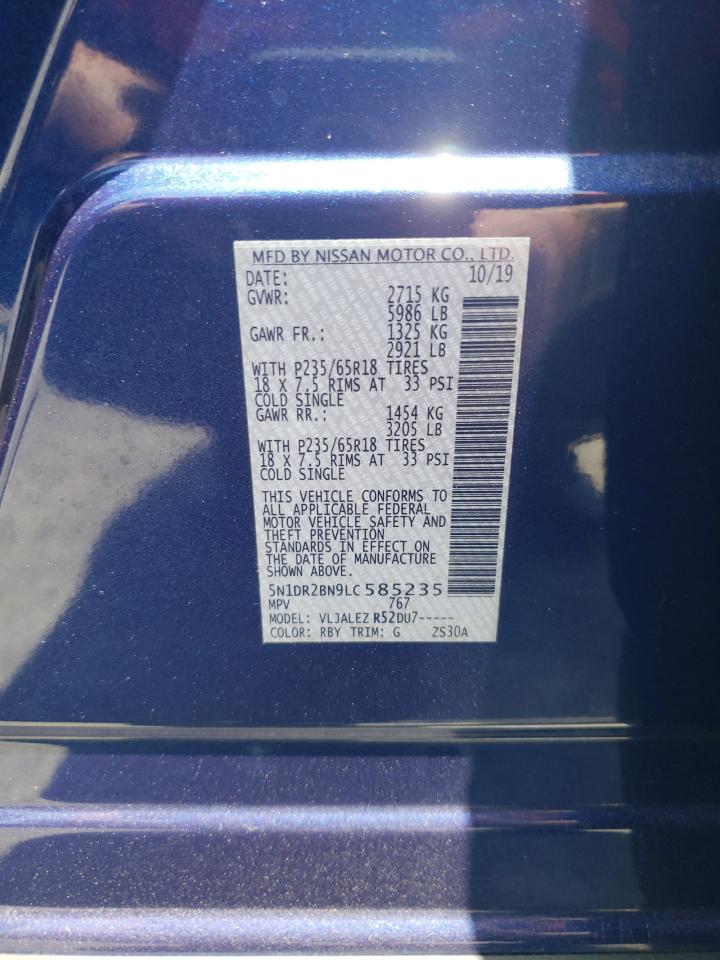 MFD BY NISSAN MOTOR CO., LTD.
DATE: 10/19
GVWR: 2715 KG
5986 LB
GAWR FR.: 1325 KG
2921 LB
WITH P235/65R18 TIRES
18 X 7.5 RIMS AT 33 PSI
COLD SINGLE
GAWR RR.: 1454 KG
3205 LB
WITH P235/65R18 TIRES
18 X 7.5 RIMS AT 33 PSI
COLD SINGLE
THIS VEHICLE CONFORMS TO
ALL APPLICABLE FEDERAL
MOTOR VEHICLE SAFETY AND
THEFT PREVENTION
STANDARDS IN EFFECT ON
THE DATE OF MANUFACTURE
SHOWN ABOVE.
5N1DR2BN9LC585235
MPV 767
MODEL: VLJALEZ R52DU7-----
COLOR: RBY TRIM: G ZS30A